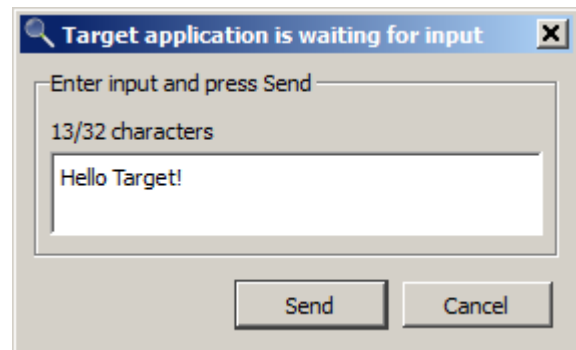 Target application is waiting for input
Enter input and press Send
13/32 characters
Hello Target!
Send
Cancel